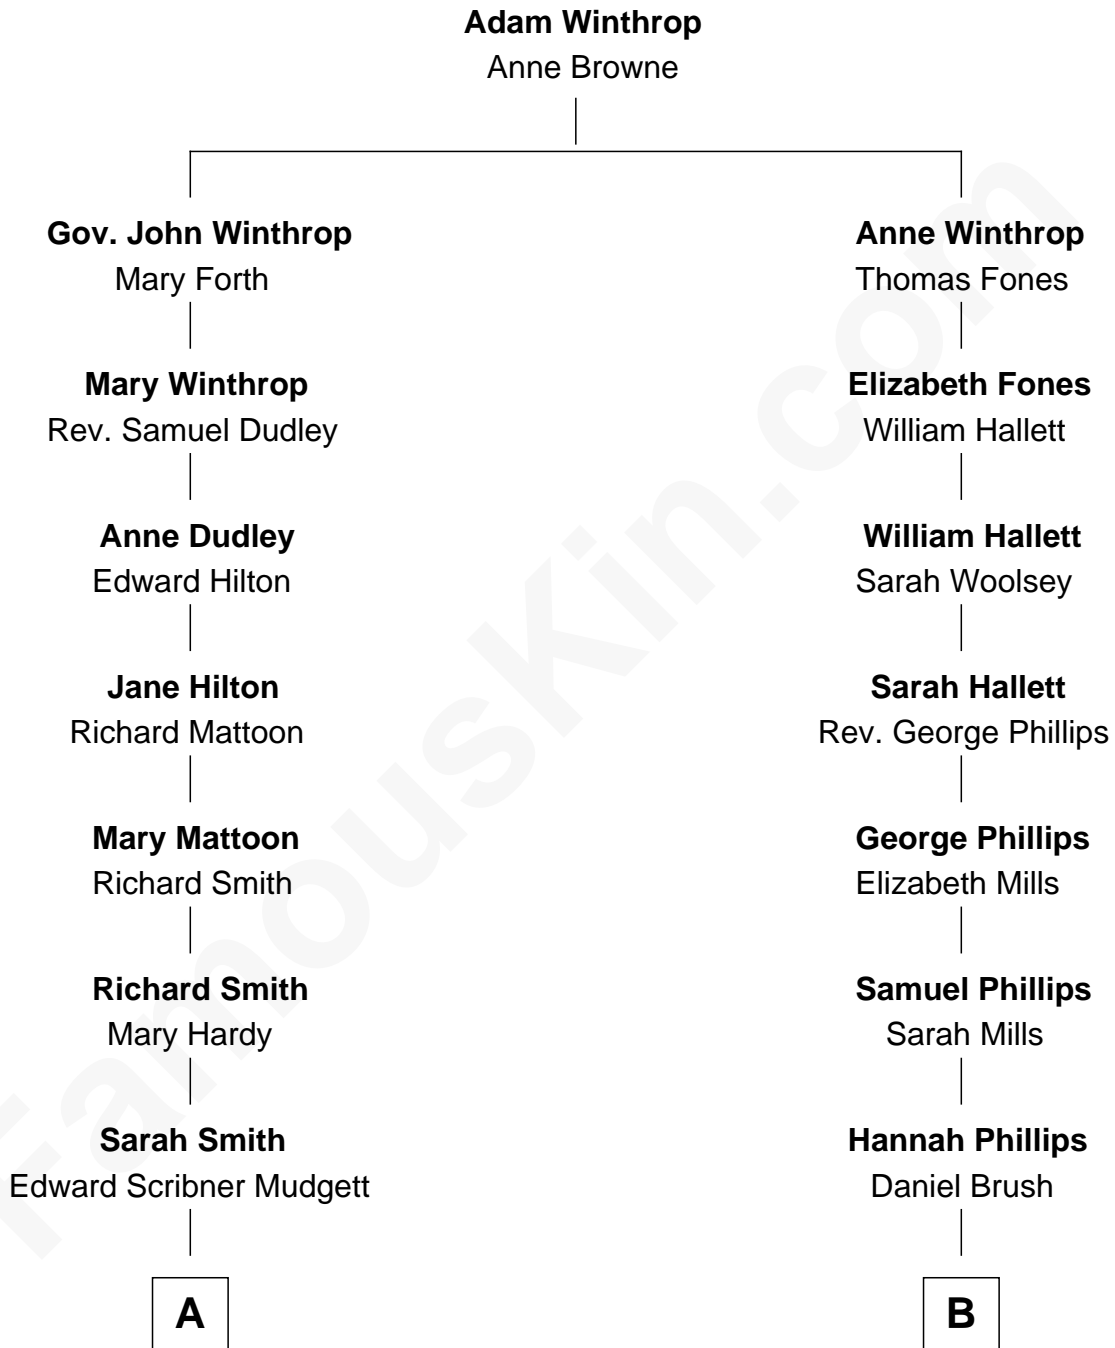 Adam Winthrop
Anne Browne
Gov. John Winthrop
Mary Forth
Mary Winthrop
Rev. Samuel Dudley
Anne Dudley
Edward Hilton
Jane Hilton
Richard Mattoon
Mary Mattoon
Richard Smith
Richard Smith
Mary Hardy
Sarah Smith
Edward Scribner Mudgett
A
Anne Winthrop
Thomas Fones
Elizabeth Fones
William Hallett
William Hallett
Sarah Woolsey
Sarah Hallett
Rev. George Phillips
George Phillips
Elizabeth Mills
Samuel Phillips
Sarah Mills
Hannah Phillips
Daniel Brush
B
FamousKin.com